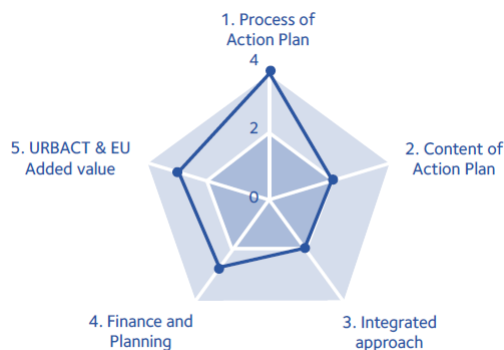 1. Process of
Action Plan
4
2
0
5. URBACT & EU
Added value
2. Content of
Action Plan
4. Finance and
Planning
3. Integrated
approach